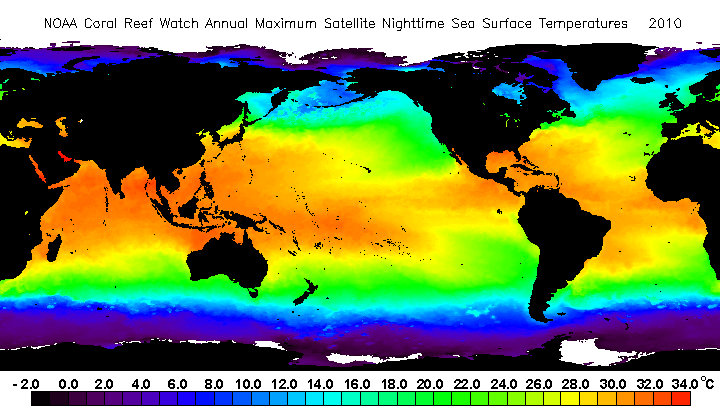 NOAA Coral Reef Watch Annual Maximum Satellite Nighttime Sea Surface Temperatures 2010
-2.0 0.0 2.0 4.0 6.0 8.0 10.0 12.0 14.0 16.0 18.0 20.0 22.0 24.0 26.0 28.0 30.0 32.0 34.0 °C